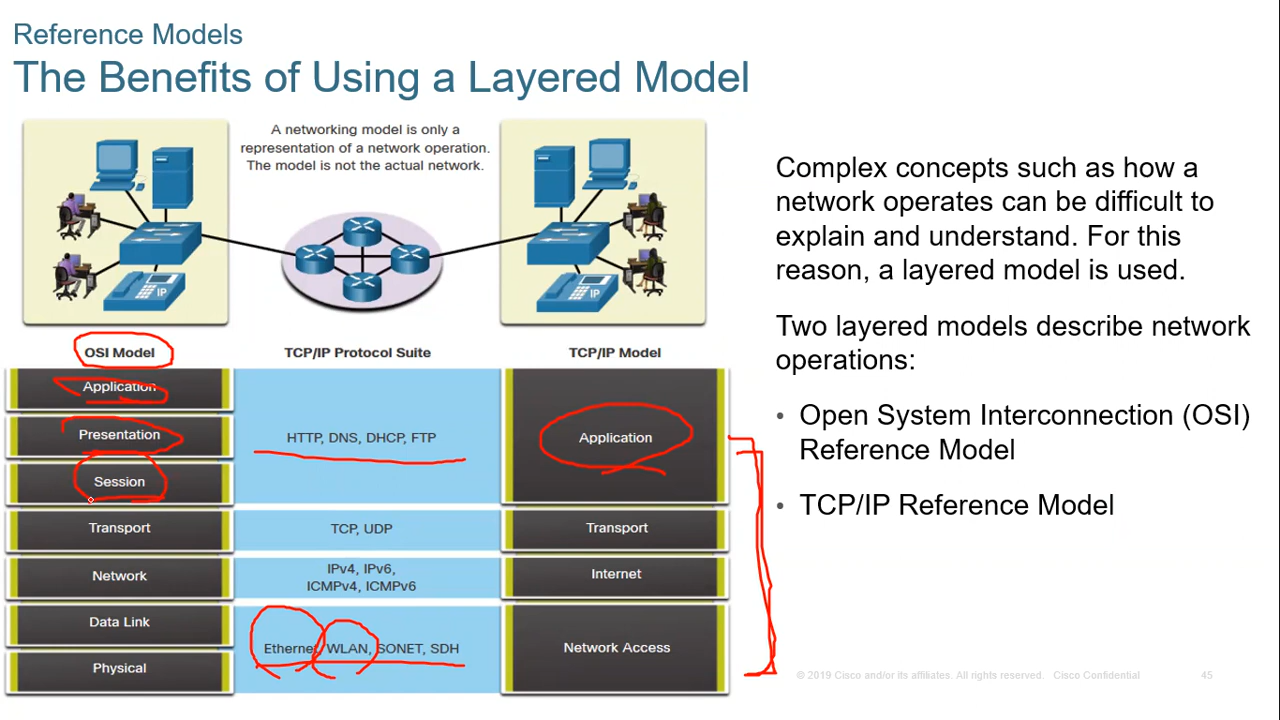 Reference Models
The Benefits of Using a Layered Model
A networking model is only a
representation of a network operation.
The model is not the actual network.
IP
IP
OSI Model
TCP/IP Protocol Suite
TCP/IP Model
Application
Presentation
Session
Transport
Network
Data Link
Physical
HTTP, DNS, DHCP, FTP
TCP, UDP
IPv4, IPv6,
ICMPv4, ICMPv6
Ethernet, WLAN, SONET, SDH
Application
Transport
Internet
Network Access
Complex concepts such as how a
network operates can be difficult to
explain and understand. For this
reason, a layered model is used.
Two layered models describe network
operations:
• Open System Interconnection (OSI)
Reference Model
• TCP/IP Reference Model
© 2019 Cisco and/or its affiliates. All rights reserved. Cisco Confidential
45